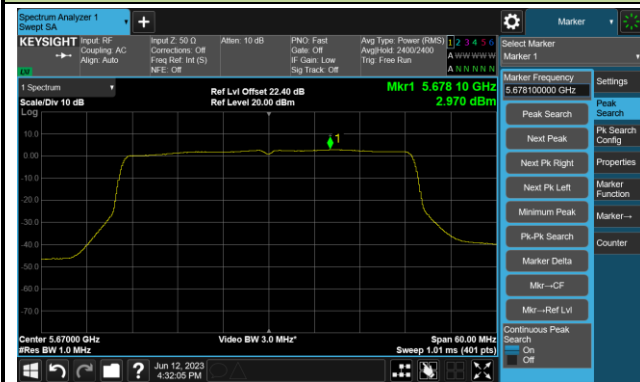 Spectrum Analyzer 1
Swept SA
+
Marker
KEYSIGHT
Input: RF
Coupling: AC
Align: Auto
Input Z: 50 Ω
Corrections: Off
Freq Ref: Int (S)
NFE: Off
Atten: 10 dB
PNO: Fast
Gate: Off
IF Gain: Low
Sig Track: Off
Avg Type: Power (RMS)
Avg|Hold: 2400/2400
Trig: Free Run
1 2 3 4 5 6
A W W W W W
A N N N N N
Select Marker
Marker 1
1 Spectrum
Scale/Div 10 dB
Log
Ref Lvl Offset 22.40 dB
Ref Level 20.00 dBm
Mkr1 5.678 10 GHz
2.970 dBm
1
10.0
0.00
-10.0
-20.0
-30.0
-40.0
-50.0
-60.0
-70.0
Center 5.67000 GHz
#Res BW 1.0 MHz
Video BW 3.0 MHz*
Span 60.00 MHz
Sweep 1.01 ms (401 pts)
Marker Frequency
5.678100000 GHz
Peak Search
Next Peak
Next Pk Right
Next Pk Left
Minimum Peak
Pk-Pk Search
Marker Delta
Mkr→CF
Mkr→Ref Lvl
Continuous Peak
Search
On
Off
Settings
Peak
Search
Pk Search
Config
Properties
Marker
Function
Marker→
Counter
?
Jun 12, 2023
4:32:05 PM